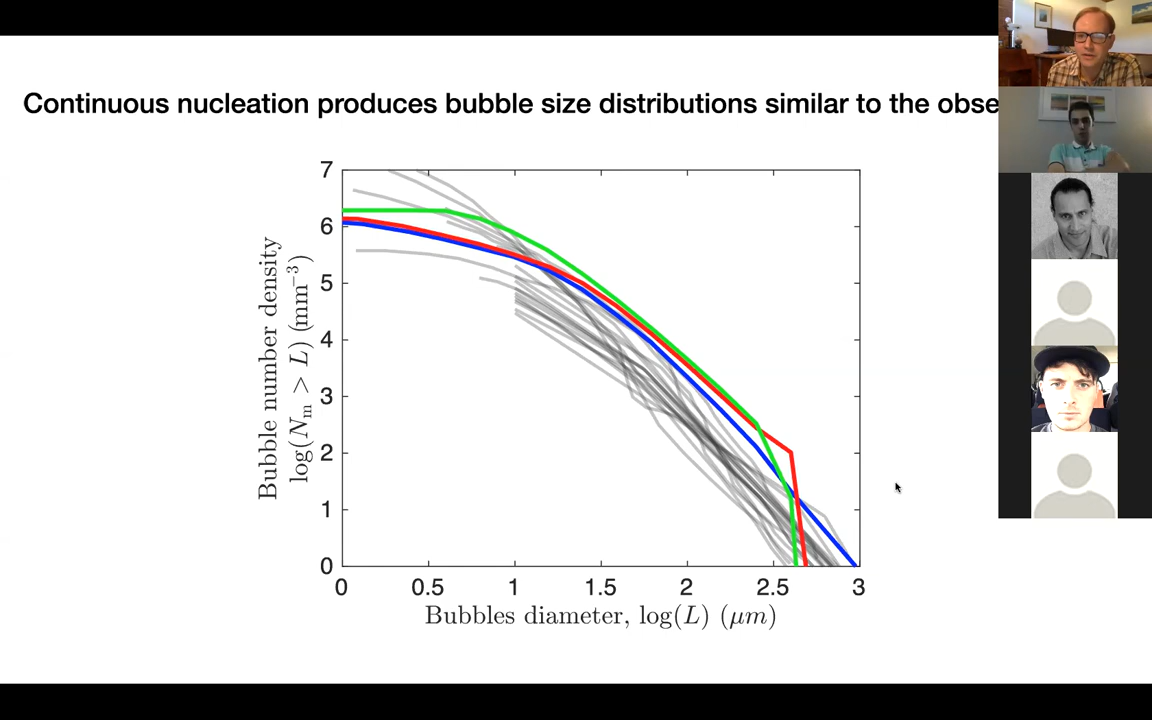 Continuous nucleation produces bubble size distributions similar to the obse
Bubble number density
log(Nm > L) (mm−3)
7
6
5
4
3
2
1
0
0 0.5 1 1.5 2 2.5 3
Bubbles diameter, log(L) (μm)